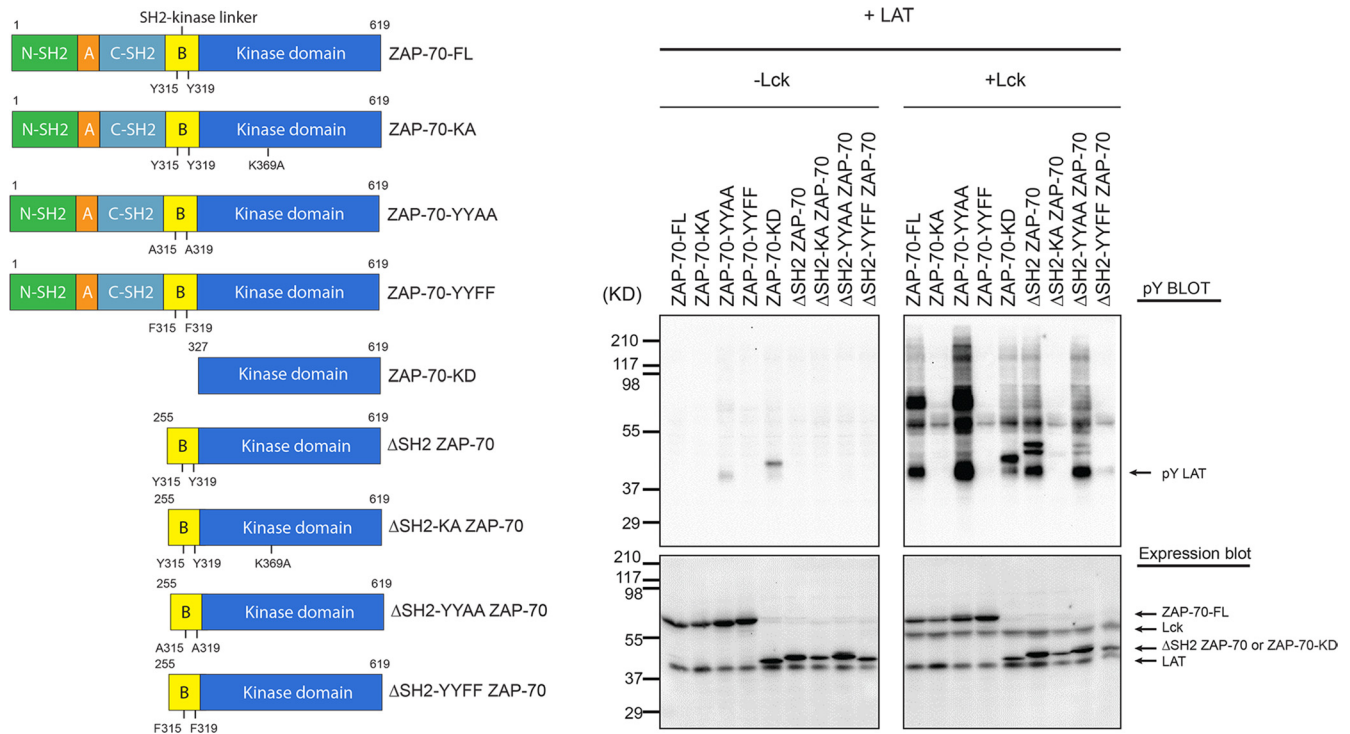 SH2-kinase linker
1 619
N-SH2 A C-SH2 B Kinase domain ZAP-70-FL
Y315 Y319
1 619
N-SH2 A C-SH2 B Kinase domain ZAP-70-KA
Y315 Y319 K369A
1 619
N-SH2 A C-SH2 B Kinase domain ZAP-70-YYAA
A315 A319
1 619
N-SH2 A C-SH2 B Kinase domain ZAP-70-YYFF
F315 F319
327 619
Kinase domain ZAP-70-KD
255 619
B Kinase domain ΔSH2 ZAP-70
Y315 Y319
255 619
B Kinase domain ΔSH2-KA ZAP-70
Y315 Y319 K369A
255 619
B Kinase domain ΔSH2-YYAA ZAP-70
A315 A319
255 619
B Kinase domain ΔSH2-YYFF ZAP-70
F315 F319
+ LAT
-Lck +Lck
ZAP-70-FL
ZAP-70-KA
ZAP-70-YYAA
ZAP-70-YYFF
ZAP-70-KD
ΔSH2 ZAP-70
ΔSH2-KA ZAP-70
ΔSH2-YYAA ZAP-70
ΔSH2-YYFF ZAP-70
ZAP-70-FL
ZAP-70-KA
ZAP-70-YYAA
ZAP-70-YYFF
ZAP-70-KD
ΔSH2 ZAP-70
ΔSH2-KA ZAP-70
ΔSH2-YYAA ZAP-70
ΔSH2-YYFF ZAP-70
(KD)
pY BLOT
210
117
98
55
37
29
pY LAT
Expression blot
210
117
98
55
37
29
ZAP-70-FL
Lck
ΔSH2 ZAP-70 or ZAP-70-KD
LAT